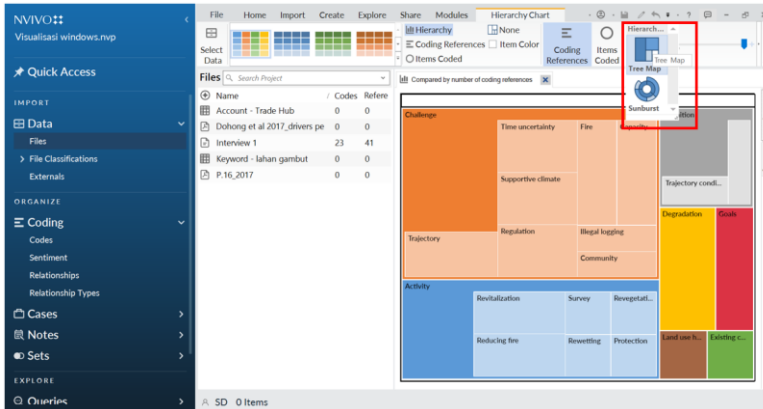 NVIVO
Visualisasi windows.nvp
Quick Access
IMPORT
Data
Files
File Classifications
Externals
ORGANIZE
Coding
Codes
Sentiment
Relationships
Relationship Types
Cases
Notes
Sets
EXPLORE
Queries
File Home Import Create Explore Share Modules Hierarchy Chart
Select Data
Hierarchy
Coding References
Items Coded
None
Item Color
Coding References
Items Coded
Hierarch...
Tree Map
Tree Map
Sunburst
Files
Search Project
Compared by number of coding references
Name Codes Refere
Account - Trade Hub 0 0
Dohong et al 2017_drivers pe 0 0
Interview 1 23 41
Keyword - lahan gambut 0 0
P.16_2017 0 0
Challenge
Time uncertainty
Fire
Capacity
Supportive climate
Trajectory
Regulation
Illegal logging
Community
Trajectory condi...
Degradation
Goals
Activity
Revitalization
Survey
Revegetati...
Reducing fire
Rewetting
Protection
Land use h...
Existing c...
SD 0 Items